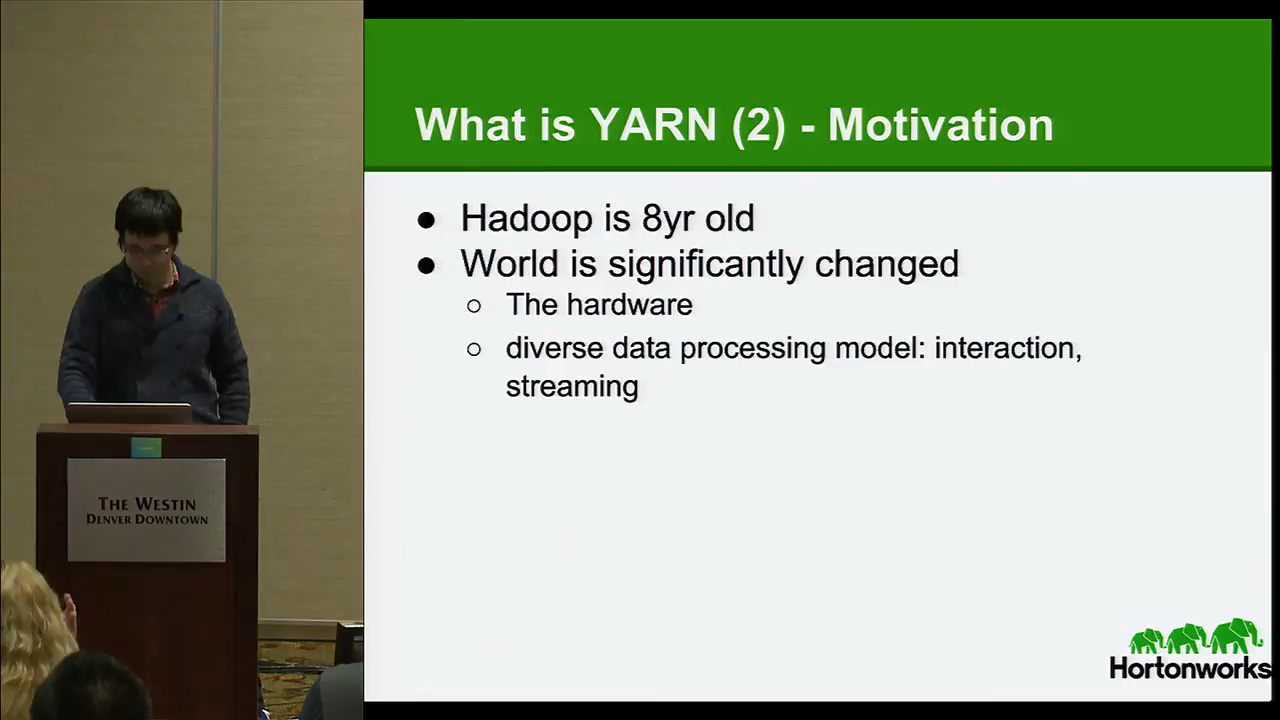 What is YARN (2) - Motivation
● Hadoop is 8yr old
● World is significantly changed
○ The hardware
○ diverse data processing model: interaction,
streaming
Hortonworks
THE WESTIN
DENVER DOWNTOWN